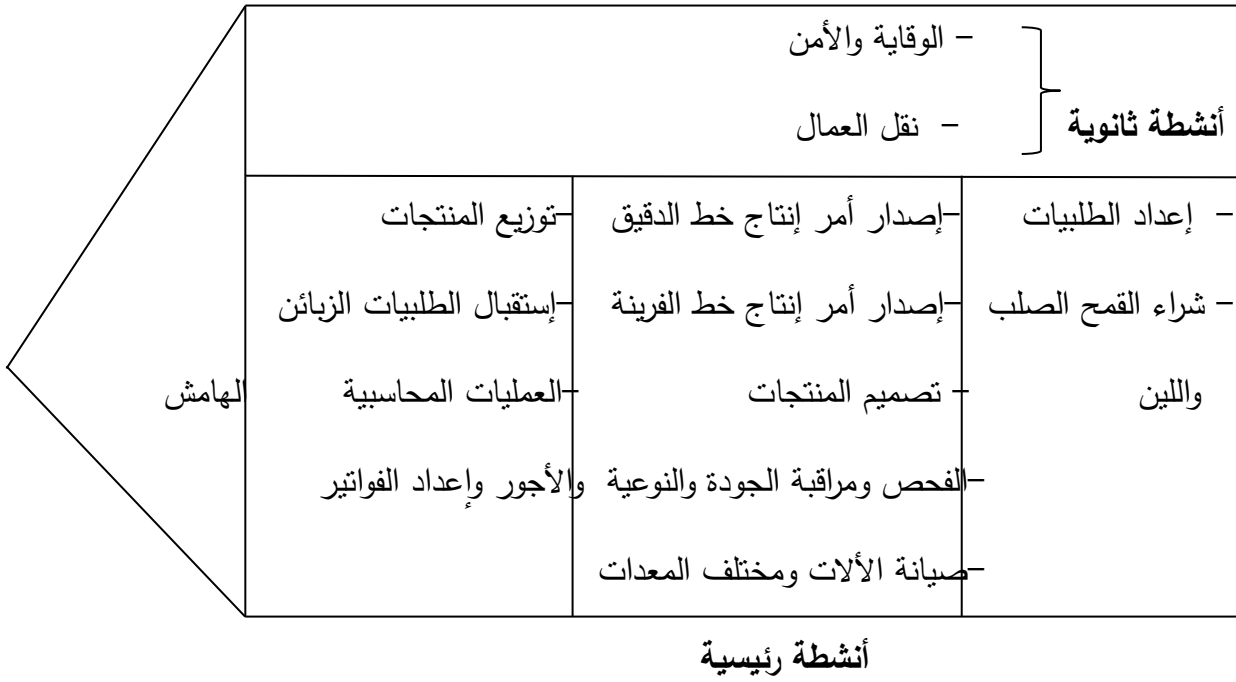 – الوقاية والأمن
أنشطة ثانوية
– نقل العمال
– إعداد الطلبيات
– شراء القمح الصلب
واللين
–إصدار أمر إنتاج خط الدقيق
–إصدار أمر إنتاج خط الفرينة
– تصميم المنتجات
–الفحص ومراقبة الجودة والنوعية
–صيانة الألات ومختلف المعدات
–توزيع المنتجات
–إستقبال الطلبيات الزبائن
–العمليات المحاسبية
والأجور وإعداد الفواتير
الهامش
أنشطة رئيسية